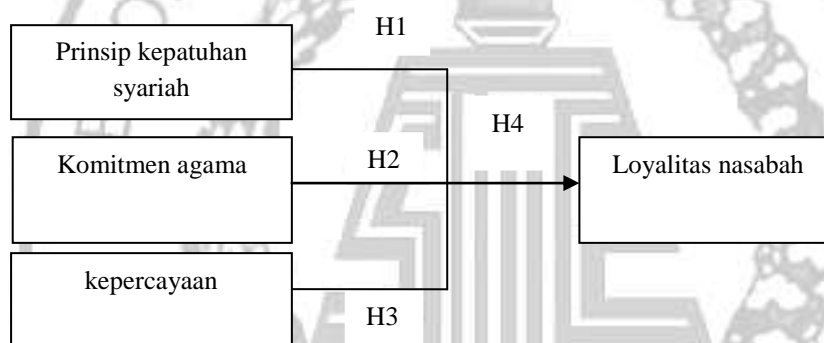 H1
Prinsip kepatuhan
syariah
H4
Komitmen agama
H2
Loyalitas nasabah
kepercayaan
H3